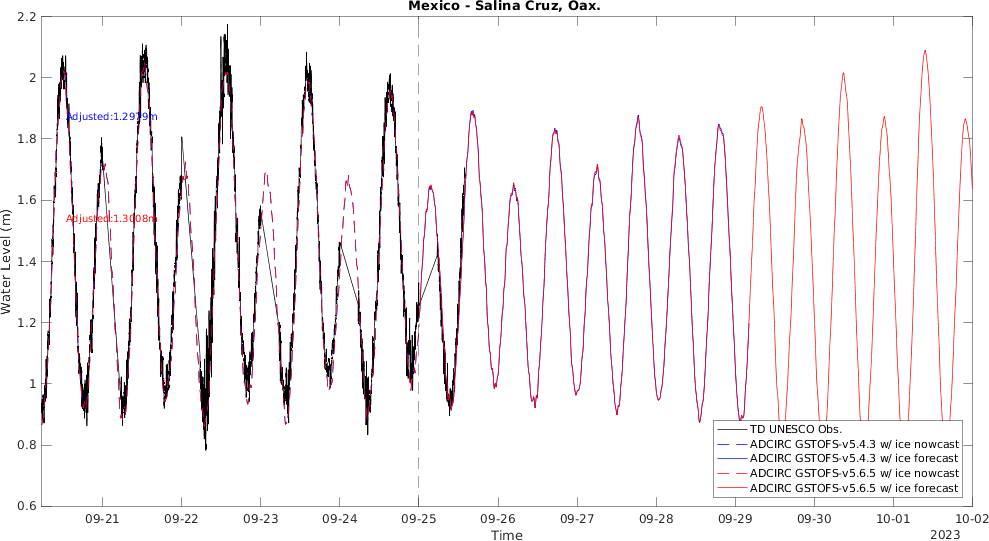 Mexico - Salina Cruz, Oax.
2.2
2
1.8
1.6
1.4
1.2
1
0.8
0.6
Water Level (m)
Adjusted:1.2979m
Adjusted:1.3008m
TD UNESCO Obs.
ADCIRC GSTOFS-v5.4.3 w/ ice nowcast
ADCIRC GSTOFS-v5.4.3 w/ ice forecast
ADCIRC GSTOFS-v5.6.5 w/ ice nowcast
ADCIRC GSTOFS-v5.6.5 w/ ice forecast
09-21 09-22 09-23 09-24 09-25 09-26 09-27 09-28 09-29 09-30 10-01 10-02
Time 2023